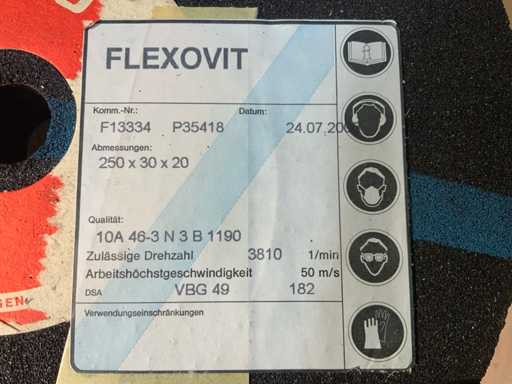 FLEXOVIT
Komm.-Nr.: Datum:
F13334 P35418 24.07.20
Abmessungen:
250 x 30 x 20
Qualität:
10A 46-3 N 3 B 1190
Zulässige Drehzahl 3810 1/min
Arbeitshöchstgeschwindigkeit 50 m/s
DSA VBG 49 182
Verwendungseinschränkungen